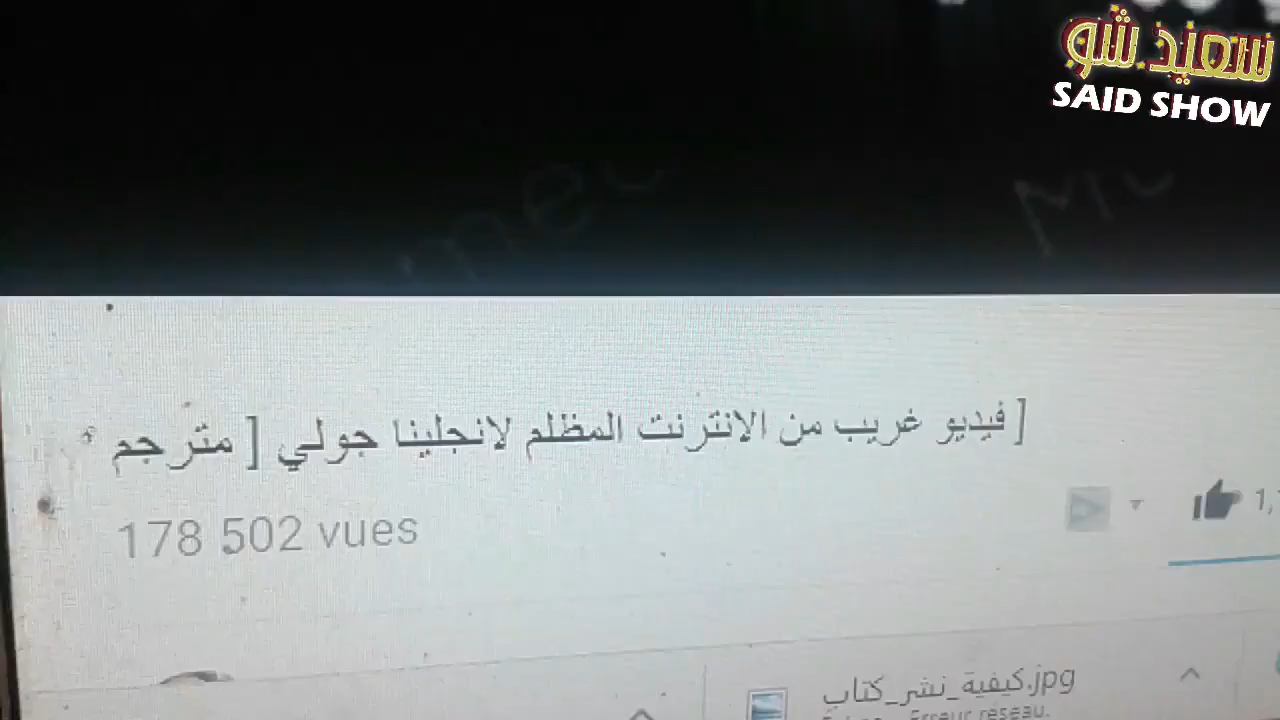 سعيد شو
SAID SHOW
[ فيديو غريب من الانترنت المظلم لانجلينا جولي [ مترجم
178 502 vues
1,
كيفية_نشر_كتاب.jpg
Erreur réseau.